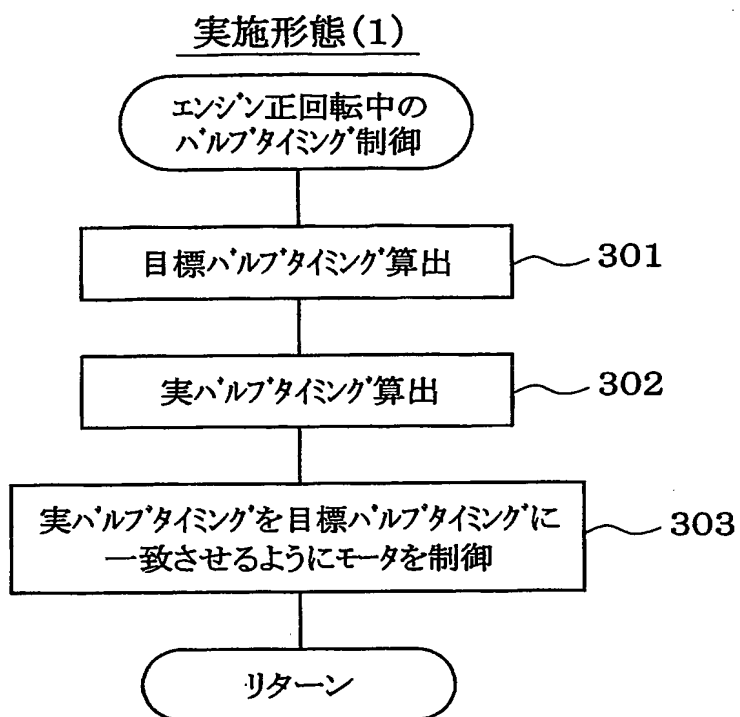 実施形態(1)
エンジン正回転中の
バルブタイミング制御
目標バルブタイミング算出
301
実バルブタイミング算出
302
実バルブタイミングを目標バルブタイミングに
一致させるようにモータを制御
303
リターン